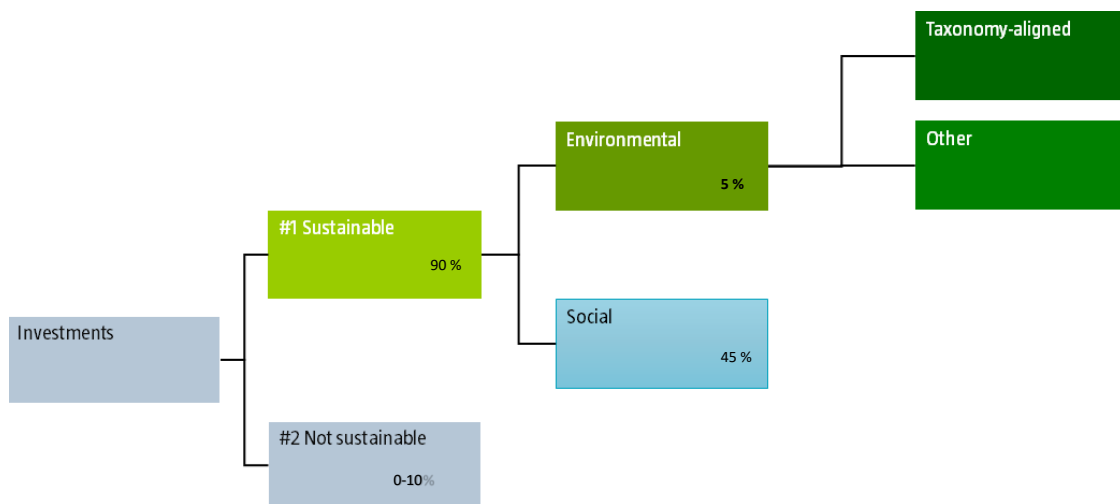 Taxonomy-aligned
Environmental
5 %
Other
#1 Sustainable
90 %
Social
45 %
Investments
#2 Not sustainable
0-10%